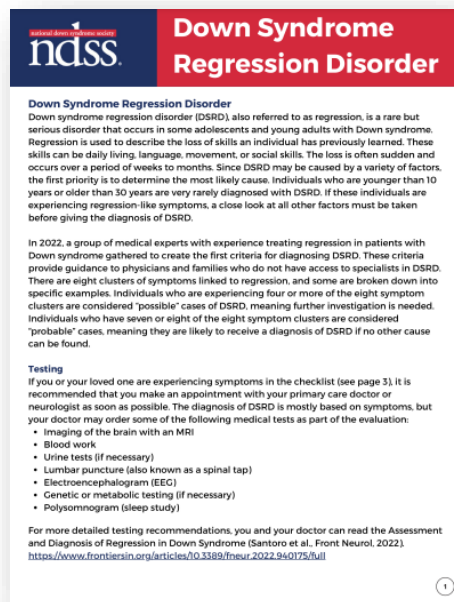 national down syndrome society
ndss.
Down Syndrome
Regression Disorder
Down Syndrome Regression Disorder
Down syndrome regression disorder (DSRD), also referred to as regression, is a rare but
serious disorder that occurs in some adolescents and young adults with Down syndrome.
Regression is used to describe the loss of skills an individual has previously learned. These
skills can be daily living, language, movement, or social skills. The loss is often sudden and
occurs over a period of weeks to months. Since DSRD may be caused by a variety of factors,
the first priority is to determine the most likely cause. Individuals who are younger than 10
years or older than 30 years are very rarely diagnosed with DSRD. If these individuals are
experiencing regression-like symptoms, a close look at all other factors must be taken
before giving the diagnosis of DSRD.
In 2022, a group of medical experts with experience treating regression in patients with
Down syndrome gathered to create the first criteria for diagnosing DSRD. These criteria
provide guidance to physicians and families who do not have access to specialists in DSRD.
There are eight clusters of symptoms linked to regression, and some are broken down into
specific examples. Individuals who are experiencing four or more of the eight symptom
clusters are considered "possible" cases of DSRD, meaning further investigation is needed.
Individuals who have seven or eight of the eight symptom clusters are considered
"probable" cases, meaning they are likely to receive a diagnosis of DSRD if no other cause
can be found.
Testing
If you or your loved one are experiencing symptoms in the checklist (see page 3), it is
recommended that you make an appointment with your primary care doctor or
neurologist as soon as possible. The diagnosis of DSRD is mostly based on symptoms, but
your doctor may order some of the following medical tests as part of the evaluation:
• Imaging of the brain with an MRI
• Blood work
• Urine tests (if necessary)
• Lumbar puncture (also known as a spinal tap)
• Electroencephalogram (EEG)
• Genetic or metabolic testing (if necessary)
• Polysomnogram (sleep study)
For more detailed testing recommendations, you and your doctor can read the Assessment
and Diagnosis of Regression in Down Syndrome (Santoro et al., Front Neurol, 2022).
https://www.frontiersin.org/articles/10.3389/fneur.2022.940175/full
1